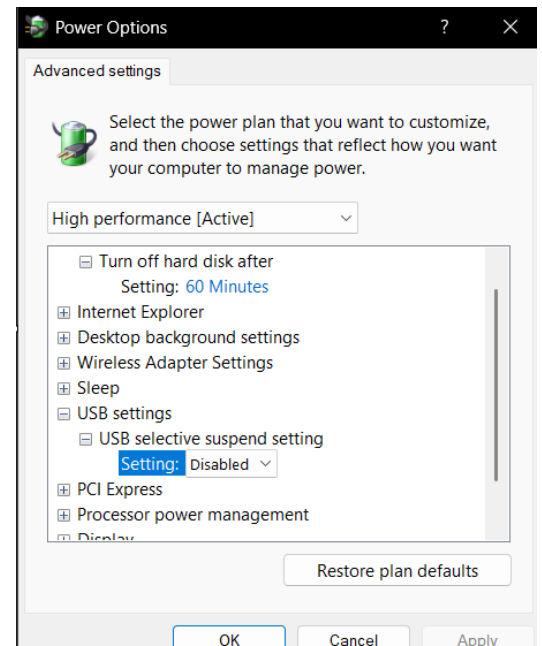 Power Options
?
Advanced settings
Select the power plan that you want to customize,
and then choose settings that reflect how you want
your computer to manage power.
High performance [Active]
Turn off hard disk after
Setting: 60 Minutes
Internet Explorer
Desktop background settings
Wireless Adapter Settings
Sleep
USB settings
USB selective suspend setting
Setting: Disabled
PCI Express
Processor power management
Display
Restore plan defaults
OK Cancel Apply